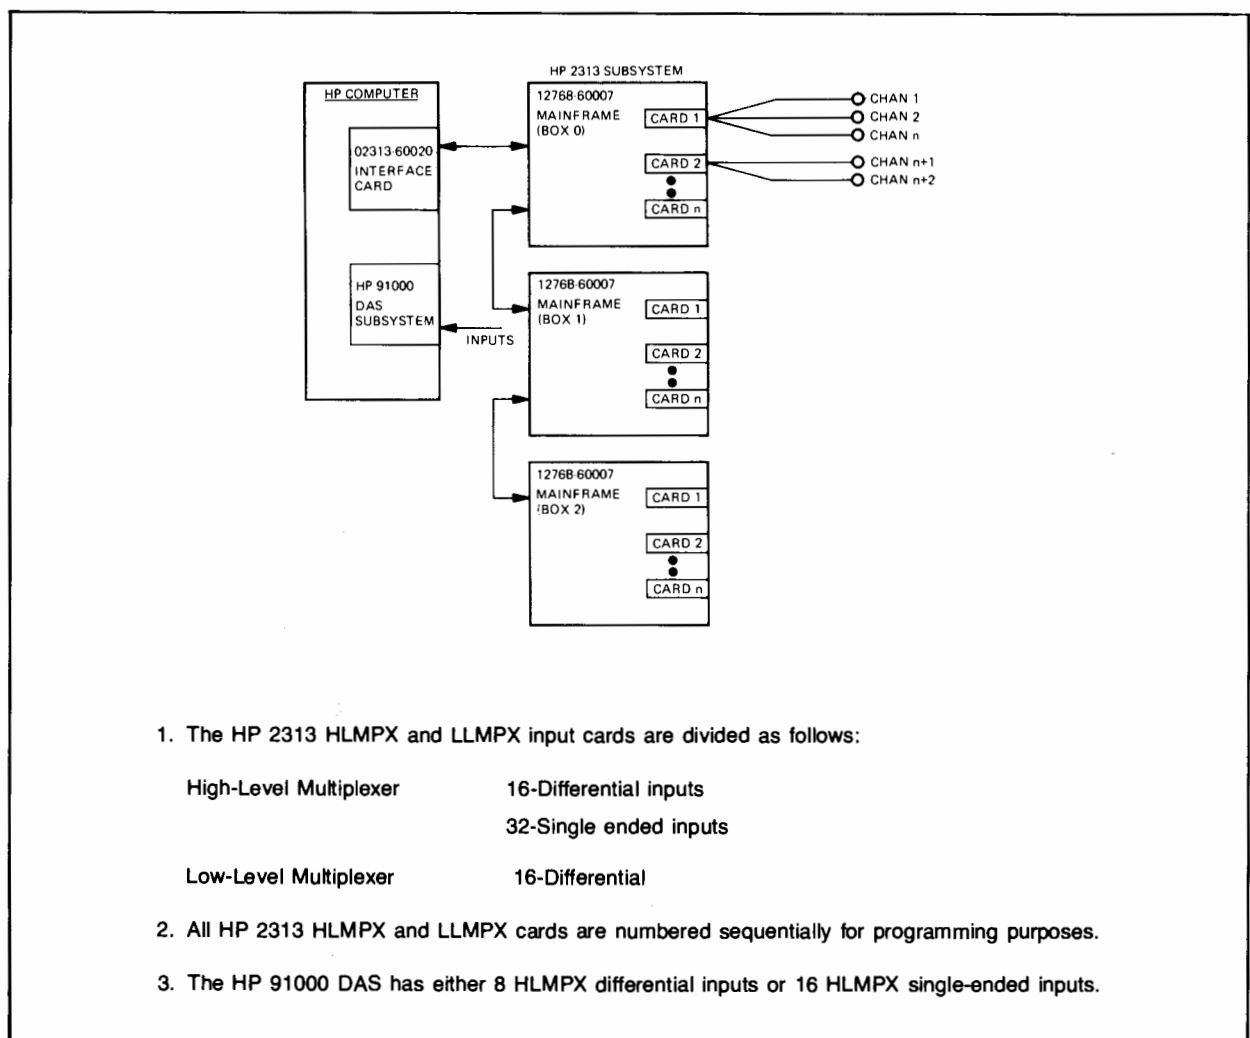 HP 2313 SUBSYSTEM
HP COMPUTER
02313-60020
INTERFACE
CARD
HP 91000
DAS
SUBSYSTEM
INPUTS
12768-60007
MAINFRAME
(BOX 0)
CARD 1
CARD 2
CARD n
CHAN 1
CHAN 2
CHAN n
CHAN n+1
CHAN n+2
1276B-60007
MAINFRAME
(BOX 1)
CARD 1
CARD 2
CARD n
1276B-60007
MAINFRAME
(BOX 2)
CARD 1
CARD 2
CARD n
1. The HP 2313 HLMPX and LLMPX input cards are divided as follows:
High-Level Multiplexer 16-Differential inputs
32-Single ended inputs
Low-Level Multiplexer 16-Differential
2. All HP 2313 HLMPX and LLMPX cards are numbered sequentially for programming purposes.
3. The HP 91000 DAS has either 8 HLMPX differential inputs or 16 HLMPX single-ended inputs.